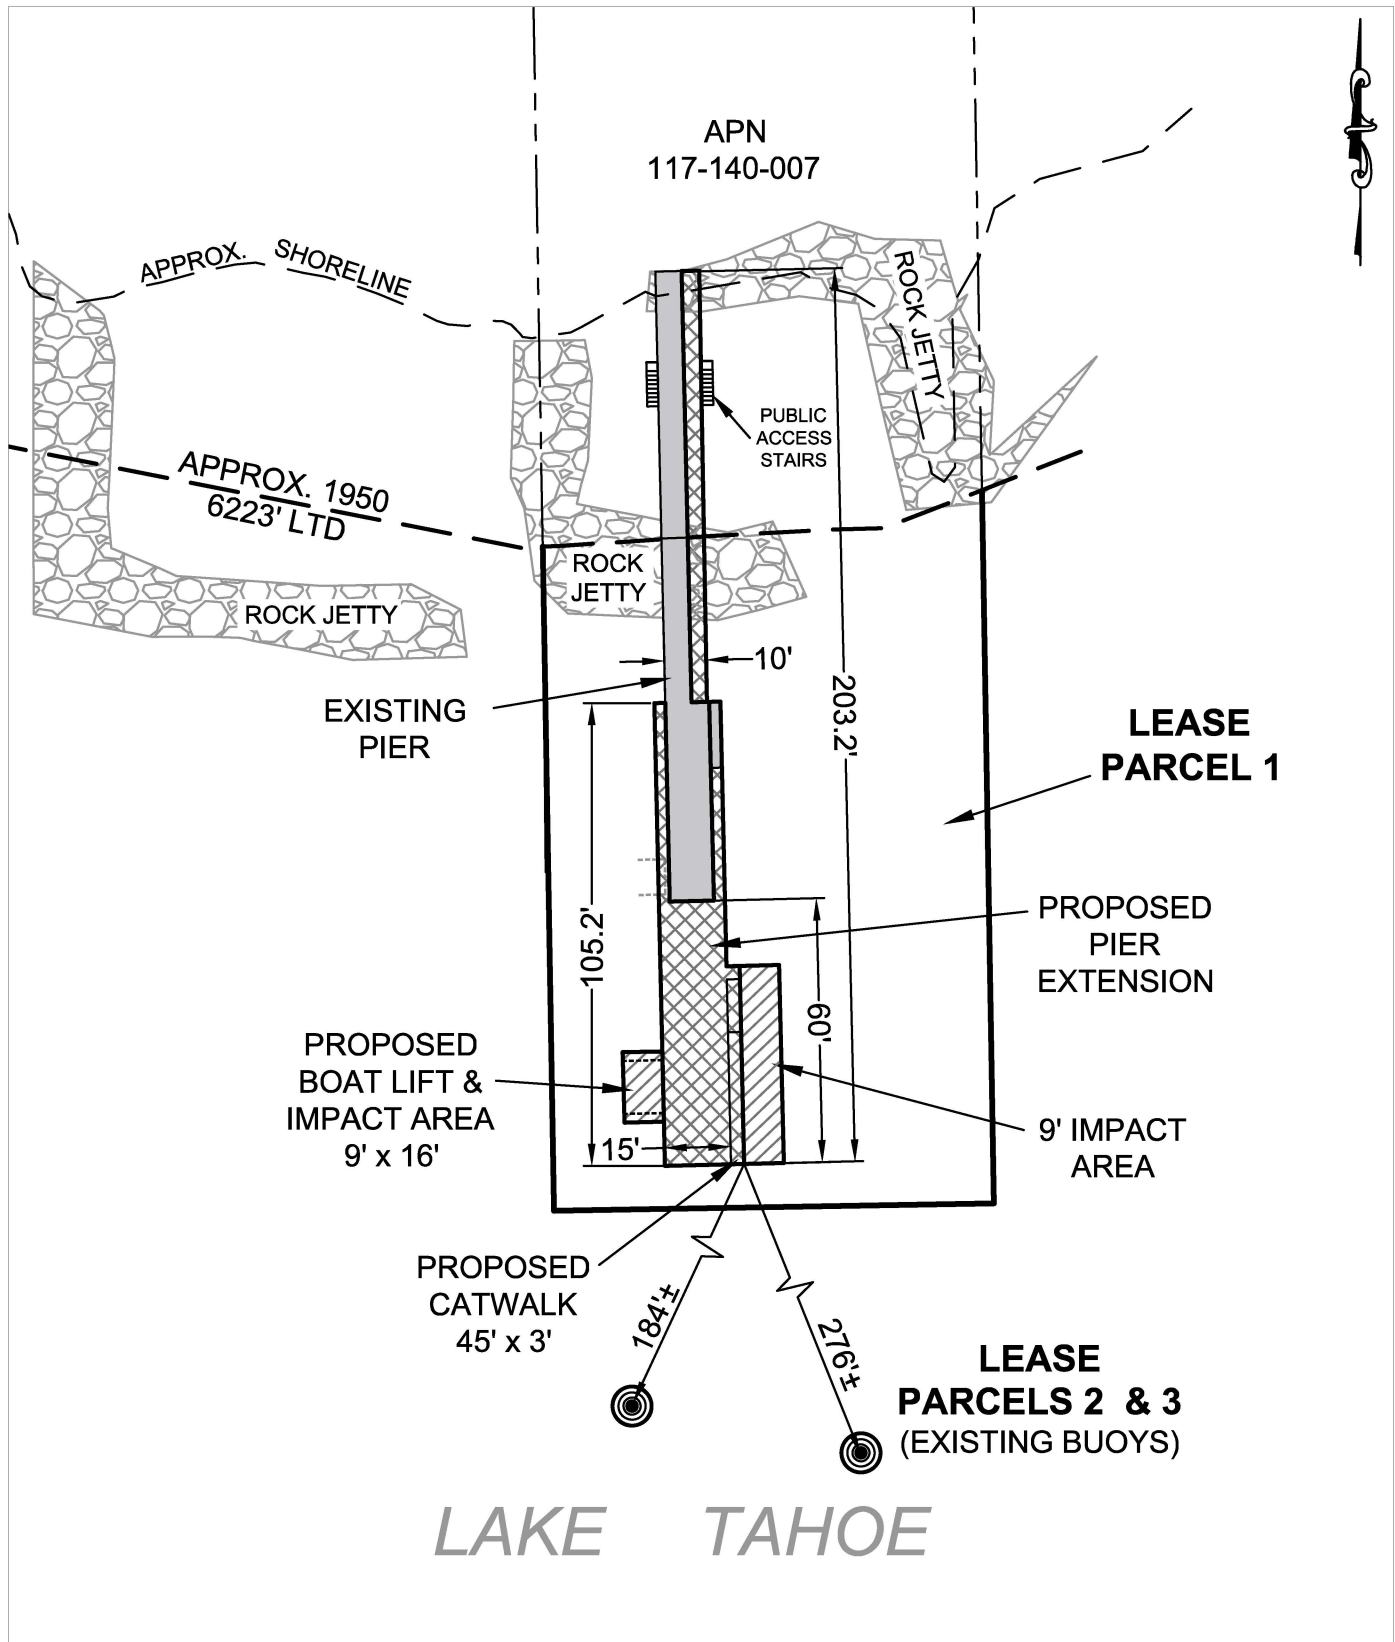 APN
117-140-007
APPROX. SHORELINE
ROCK JETTY
PUBLIC
ACCESS
STAIRS
APPROX. 1950
6223' LTD
ROCK
JETTY
ROCK JETTY
10'
203.2'
EXISTING
PIER
LEASE
PARCEL 1
105.2'
PROPOSED
PIER
EXTENSION
60'
PROPOSED
BOAT LIFT &
IMPACT AREA
9' x 16'
15'
9' IMPACT
AREA
PROPOSED
CATWALK
45' x 3'
184'±
276'±
LEASE
PARCELS 2 & 3
(EXISTING BUOYS)
LAKE TAHOE